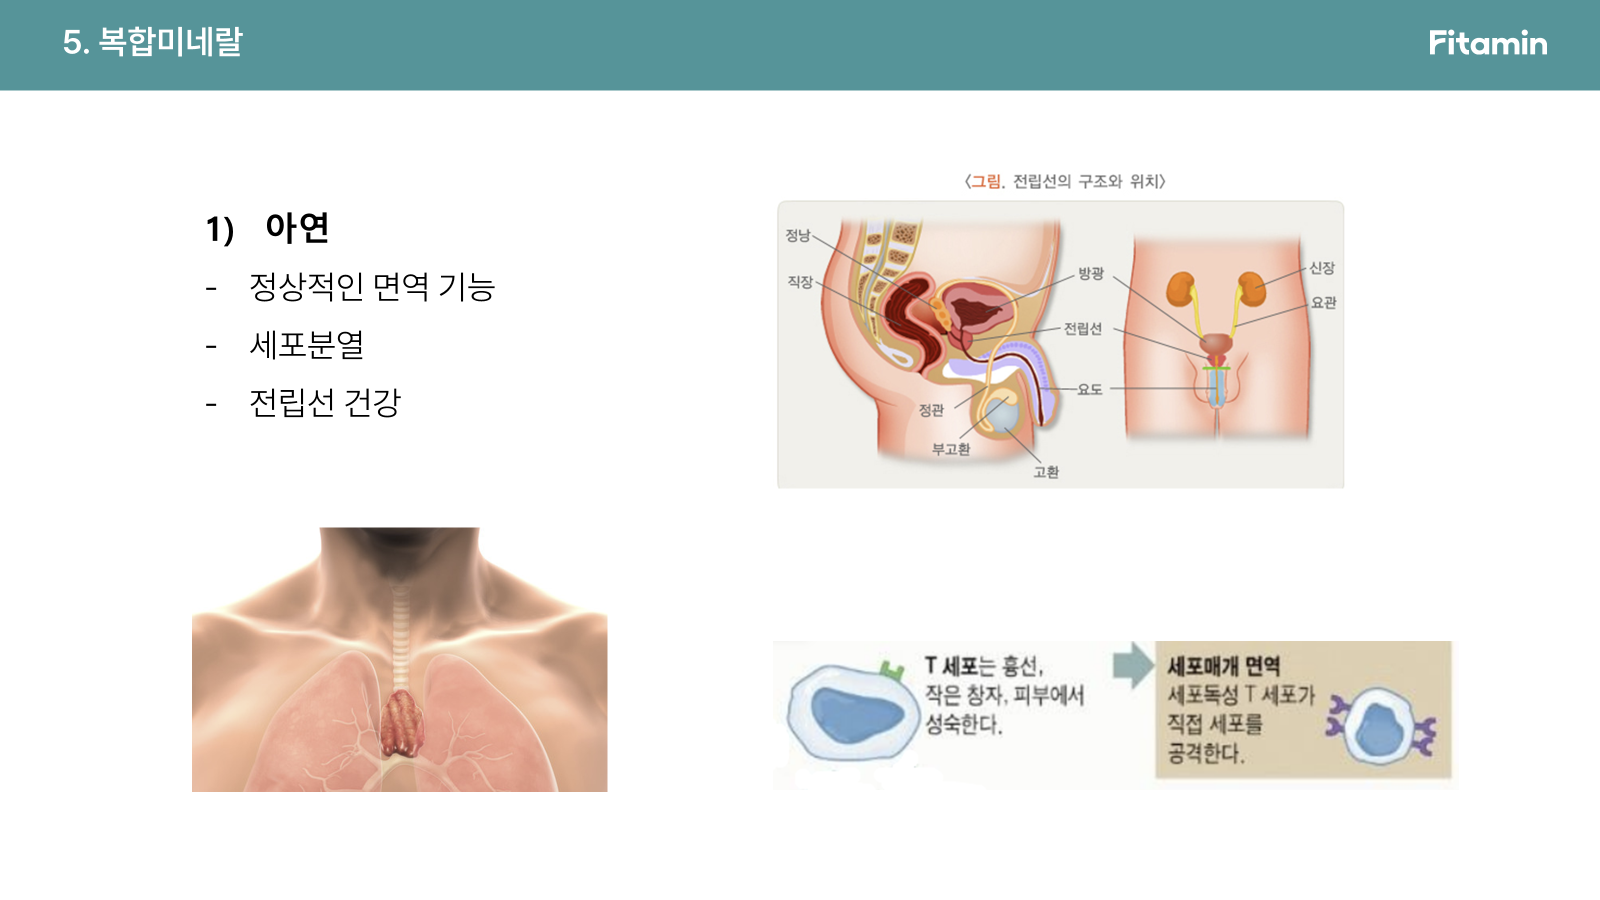 5. 복합미네랄
Fitamin
1) 아연
- 정상적인 면역 기능
- 세포분열
- 전립선 건강
<그림. 전립선의 구조와 위치>
정낭
직장
방광
전립선
요도
정관
부고환
고환
신장
요관
T 세포는 흉선,
작은 창자, 피부에서
성숙한다.
세포매개 면역
세포독성 T 세포가
직접 세포를
공격한다.